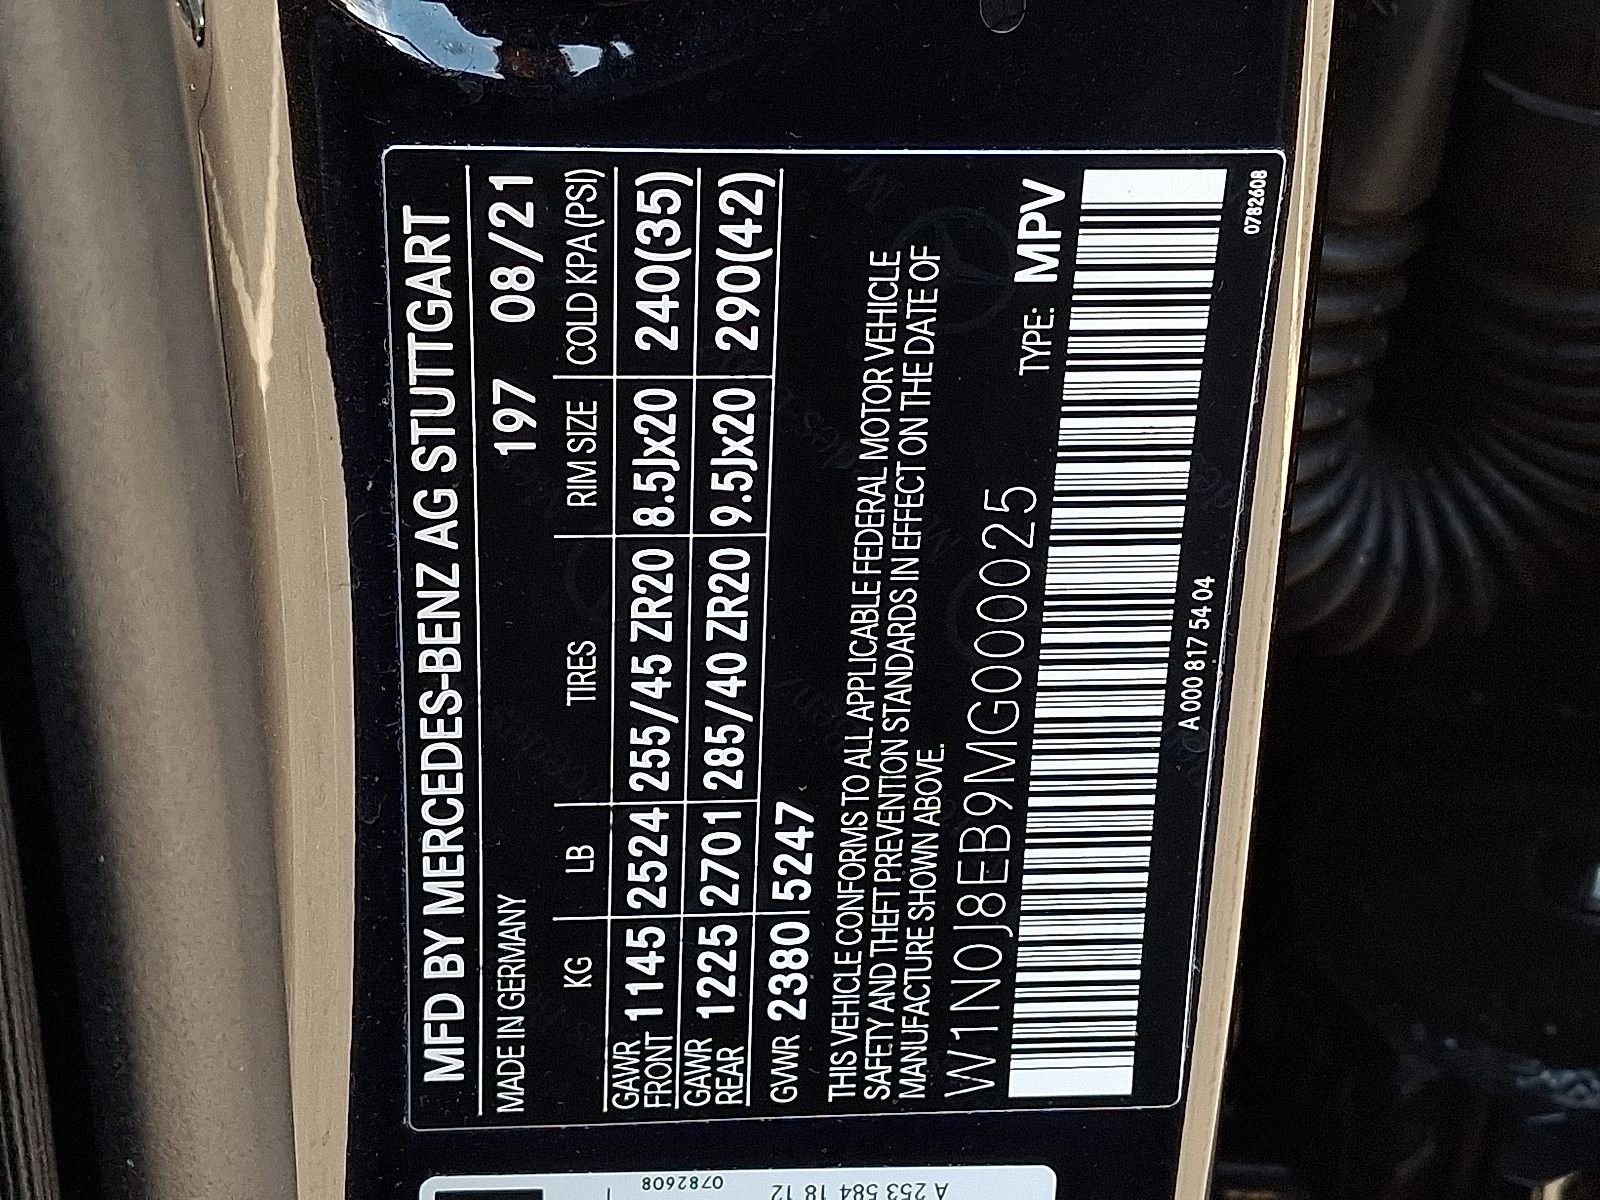 MFD BY MERCEDES-BENZ AG STUTTGART
MADE IN GERMANY 197 08/21
KG LB TIRES RIM SIZE COLD KPA(PSI)
GAWR FRONT 1145 2524 255/45 ZR20 8.5Jx20 240(35)
GAWR REAR 1225 2701 285/40 ZR20 9.5Jx20 290(42)
GVWR 2380 5247
THIS VEHICLE CONFORMS TO ALL APPLICABLE FEDERAL MOTOR VEHICLE
SAFETY AND THEFT PREVENTION STANDARDS IN EFFECT ON THE DATE OF
MANUFACTURE SHOWN ABOVE.
W1N0J8EB9MG000025 TYPE: MPV
A 000 817 54 04
0782608
0782608
A 253 584 18 12